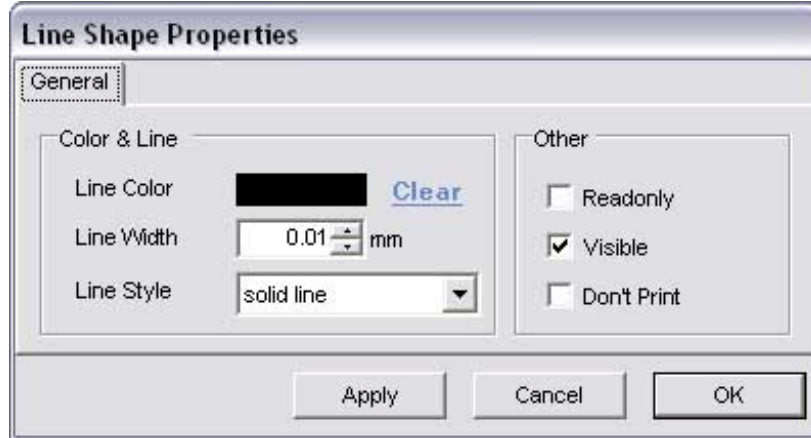 Line Shape Properties
General
Color & Line
Line Color Clear
Line Width 0.01 mm
Line Style solid line
Other
Readonly
Visible
Don't Print
Apply Cancel OK